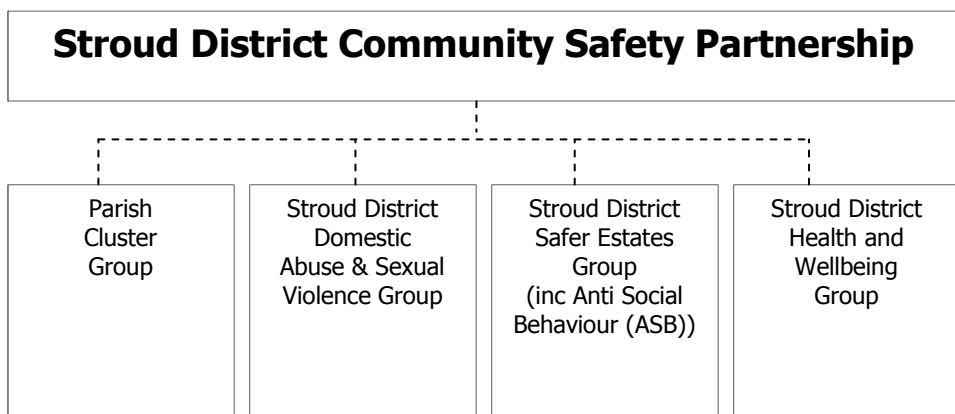 Stroud District Community Safety Partnership
Parish
Cluster
Group
Stroud District
Domestic
Abuse & Sexual
Violence Group
Stroud District
Safer Estates
Group
(inc Anti Social
Behaviour (ASB))
Stroud District
Health and
Wellbeing
Group